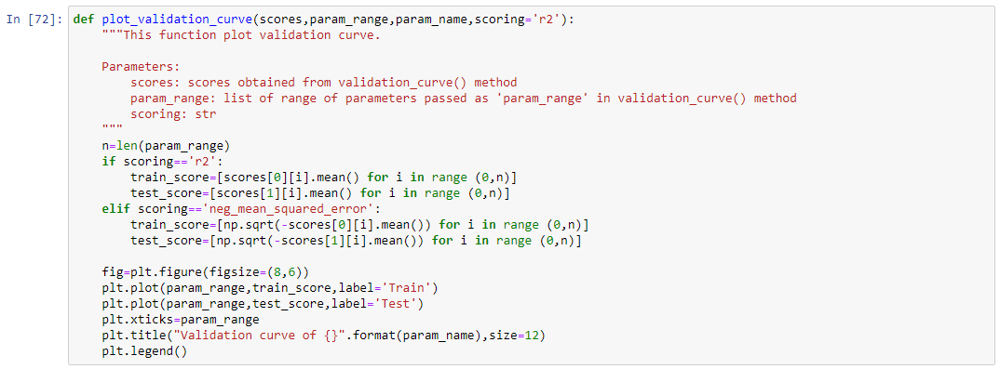 In [72]: def plot_validation_curve(scores,param_range,param_name,scoring='r2'):
    """This function plot validation curve.

    Parameters:
        scores: scores obtained from validation_curve() method
        param_range: list of range of parameters passed as 'param_range' in validation_curve() method
        scoring: str
    """
    n=len(param_range)
    if scoring=='r2':
        train_score=[scores[0][i].mean() for i in range (0,n)]
        test_score=[scores[1][i].mean() for i in range (0,n)]
    elif scoring=='neg_mean_squared_error':
        train_score=[np.sqrt(-scores[0][i].mean()) for i in range (0,n)]
        test_score=[np.sqrt(-scores[1][i].mean()) for i in range (0,n)]

    fig=plt.figure(figsize=(8,6))
    plt.plot(param_range,train_score,label='Train')
    plt.plot(param_range,test_score,label='Test')
    plt.xticks=param_range
    plt.title("Validation curve of {}".format(param_name),size=12)
    plt.legend()